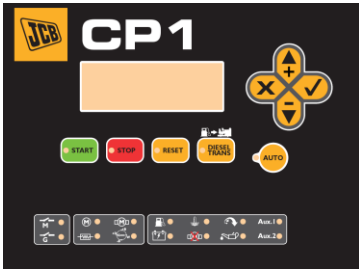 JCB
CP1
START
STOP
RESET
DIESEL TRANS
AUTO
M
M
M
G
Aux.1
Aux.2